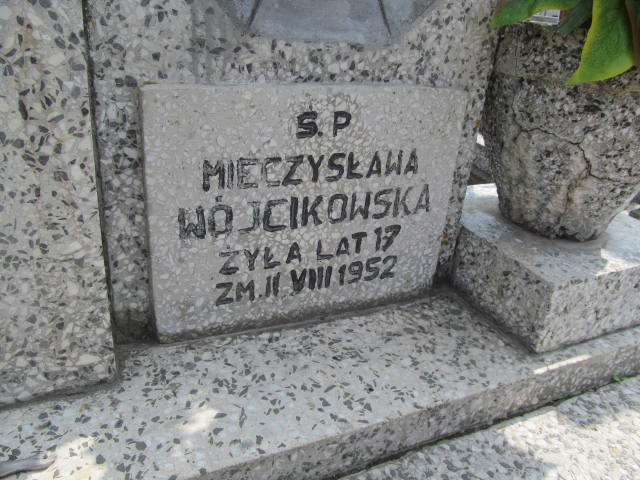 Ś.P
MIECZYSŁAWA
WÓJCIKOWSKA
ŻYŁA LAT 17
ZM. 11 VIII 1952